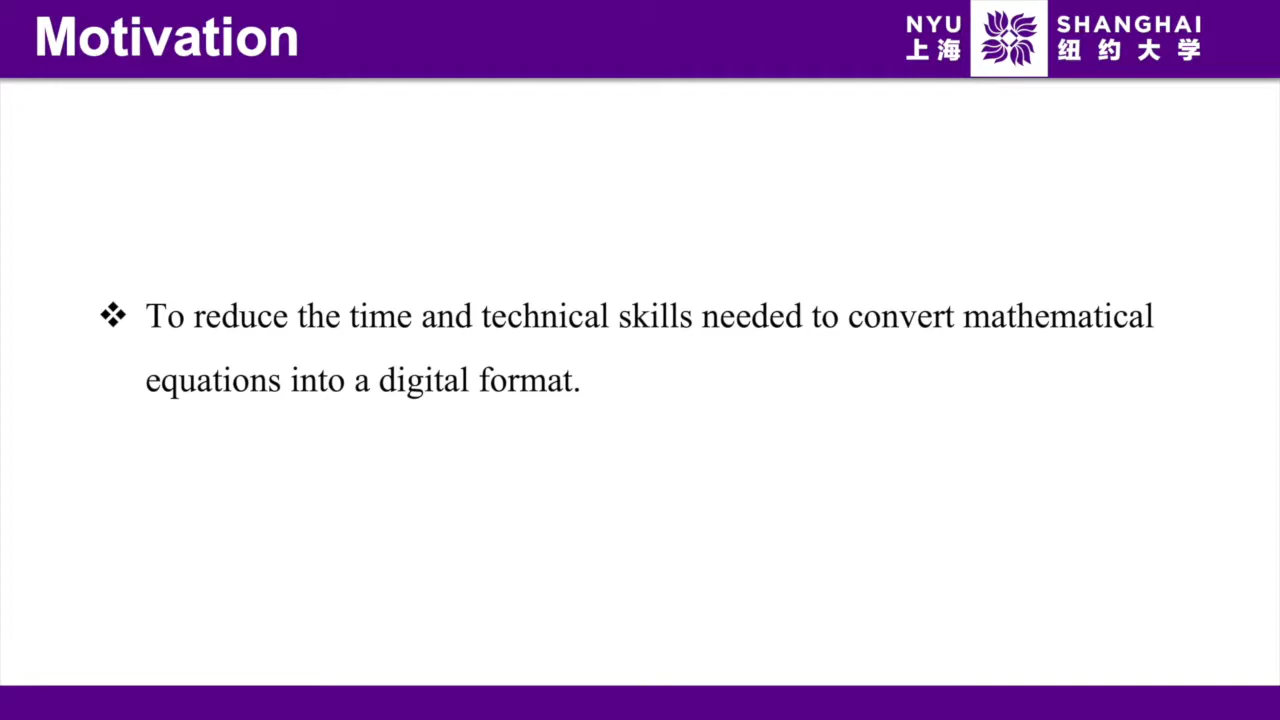 Motivation
NYU SHANGHAI
上海 纽约大学
❖ To reduce the time and technical skills needed to convert mathematical
equations into a digital format.